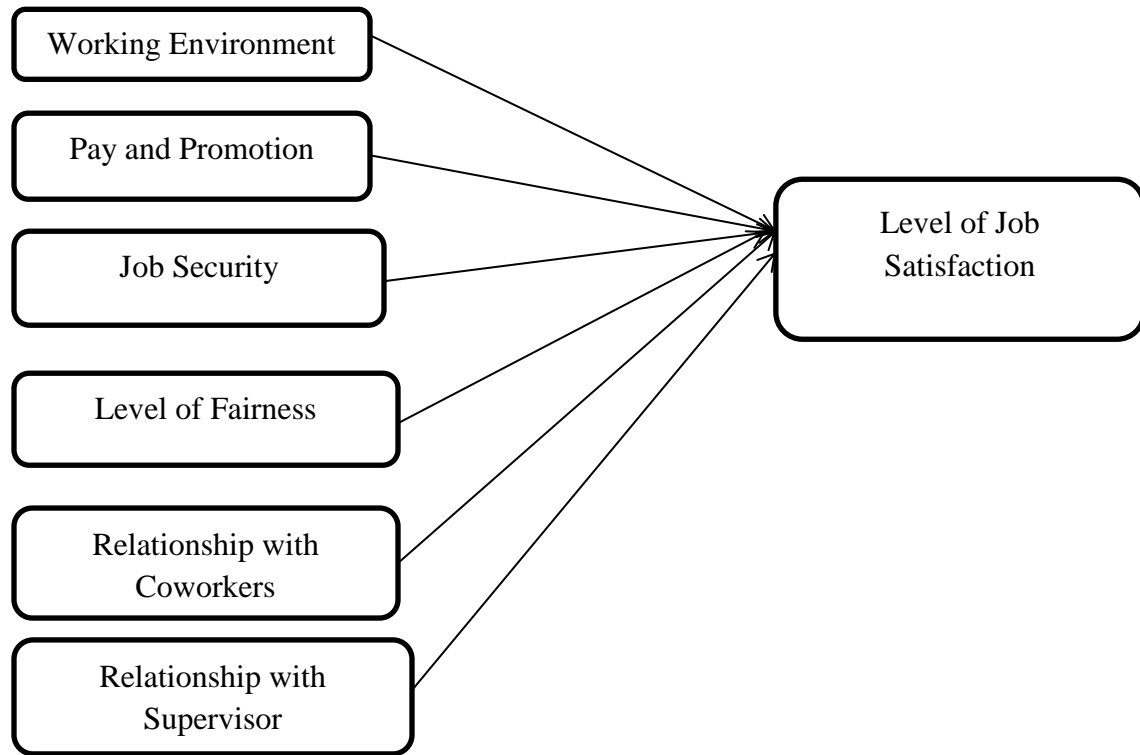 Working Environment
Pay and Promotion
Job Security
Level of Fairness
Relationship with
Coworkers
Relationship with
Supervisor
Level of Job
Satisfaction